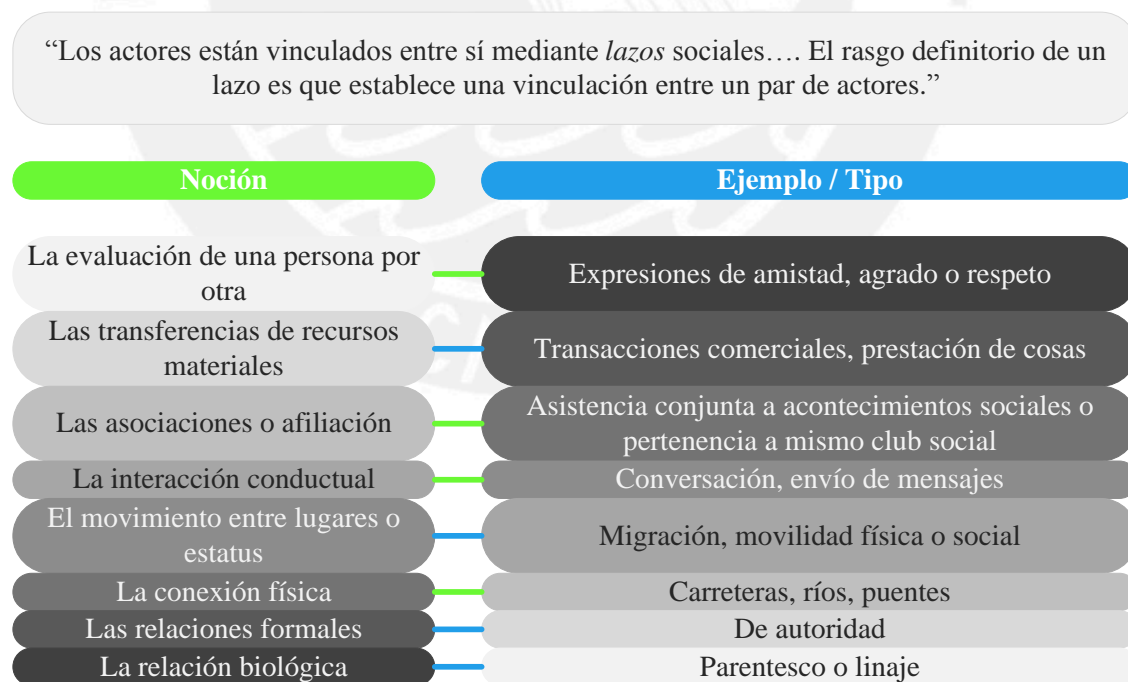 “Los actores están vinculados entre sí mediante lazos sociales…. El rasgo definitorio de un
lazo es que establece una vinculación entre un par de actores.”
Noción
Ejemplo / Tipo
La evaluación de una persona por
otra
Expresiones de amistad, agrado o respeto
Las transferencias de recursos
materiales
Transacciones comerciales, prestación de cosas
Las asociaciones o afiliación
Asistencia conjunta a acontecimientos sociales o
pertenencia a mismo club social
La interacción conductual
Conversación, envío de mensajes
El movimiento entre lugares o
estatus
Migración, movilidad física o social
La conexión física
Carreteras, ríos, puentes
Las relaciones formales
De autoridad
La relación biológica
Parentesco o linaje